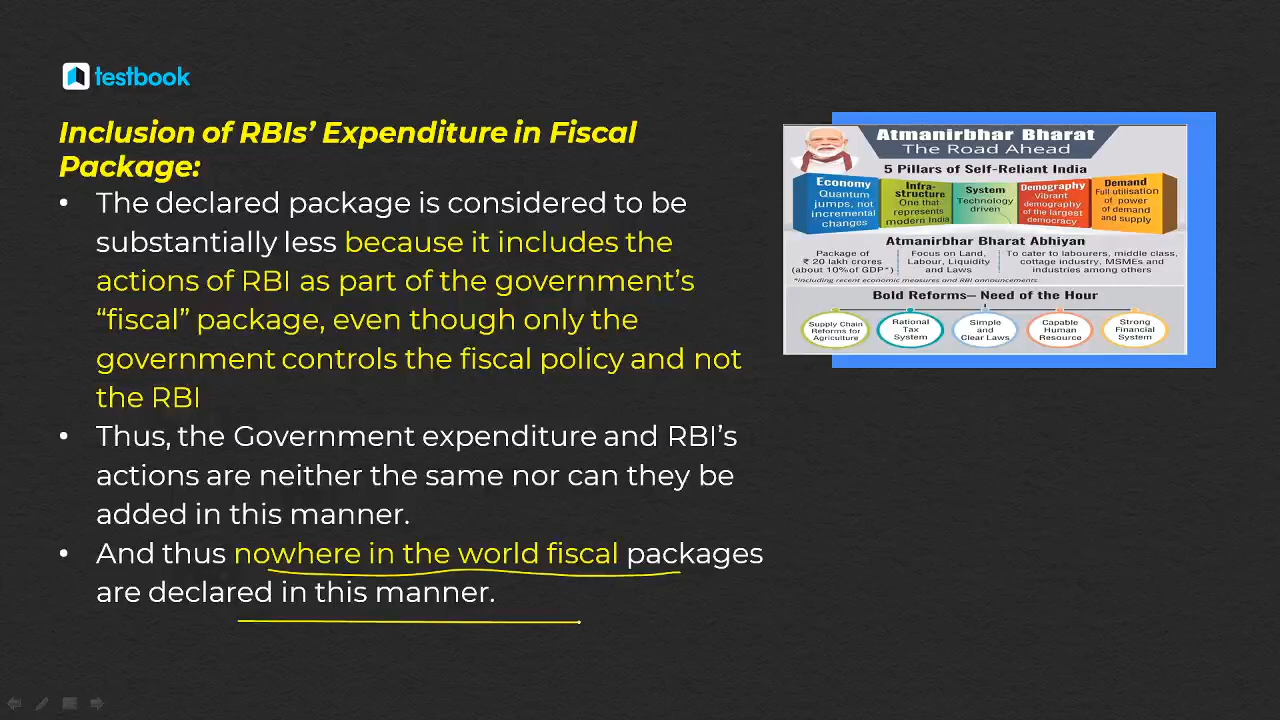 testbook
Inclusion of RBIs’ Expenditure in Fiscal
Package:
• The declared package is considered to be
substantially less because it includes the
actions of RBI as part of the government’s
“fiscal” package, even though only the
government controls the fiscal policy and not
the RBI
• Thus, the Government expenditure and RBI’s
actions are neither the same nor can they be
added in this manner.
• And thus nowhere in the world fiscal packages
are declared in this manner.
Atmanirbhar Bharat
The Road Ahead
5 Pillars of Self-Reliant India
Economy
Quantum
jumps, not
incremental
changes
Infra-
structure
One that
represents
modern India
System
Technology
driven
Demography
Vibrant
demography
of the largest
democracy
Demand
Full utilisation
of power
of demand
and supply
Atmanirbhar Bharat Abhiyan
Package of
₹ 20 lakh crores
(about 10% of GDP*)
Focus on Land,
Labour, Liquidity
and Laws
To cater to labourers, middle class,
cottage industry, MSMEs and
industries among others
*including recent economic measures and RBI announcements
Bold Reforms—Need of the Hour
Supply Chain
Reforms for
Agriculture
Rational
Tax
System
Simple
and
Clear Laws
Capable
Human
Resource
Strong
Financial
System